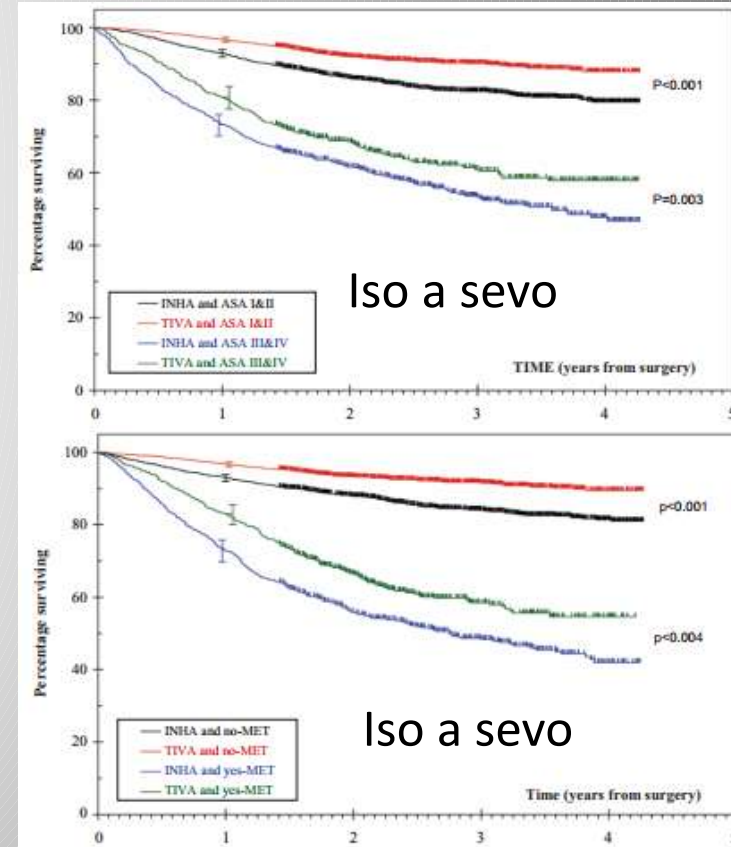 100
80
60
40
20
0
Percentage surviving
P<0.001
P=0.003
Iso a sevo
INHA and ASA I&II
TIVA and ASA I&II
INHA and ASA III&IV
TIVA and ASA III&IV
TIME (years from surgery)
0 1 2 3 4 5
100
80
60
40
20
0
Percentage surviving
p<0.001
p<0.004
Iso a sevo
INHA and no-MET
TIVA and no-MET
INHA and yes-MET
TIVA and yes-MET
Time (years from surgery)
0 1 2 3 4 5